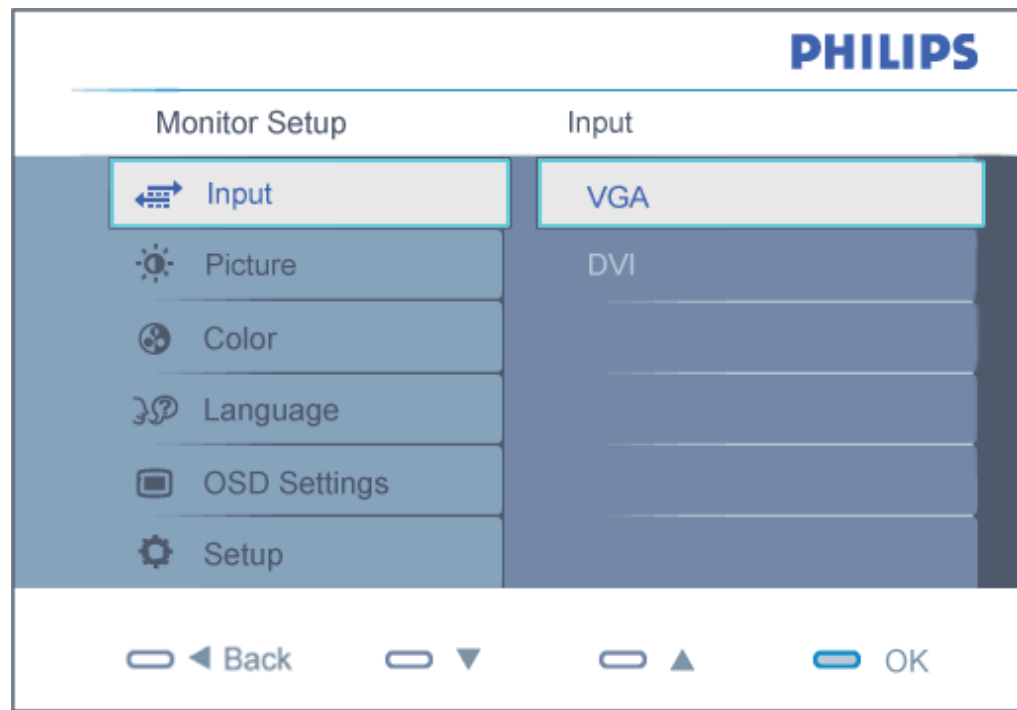 PHILIPS
Monitor Setup Input
Input VGA
Picture DVI
Color
Language
OSD Settings
Setup
Back OK